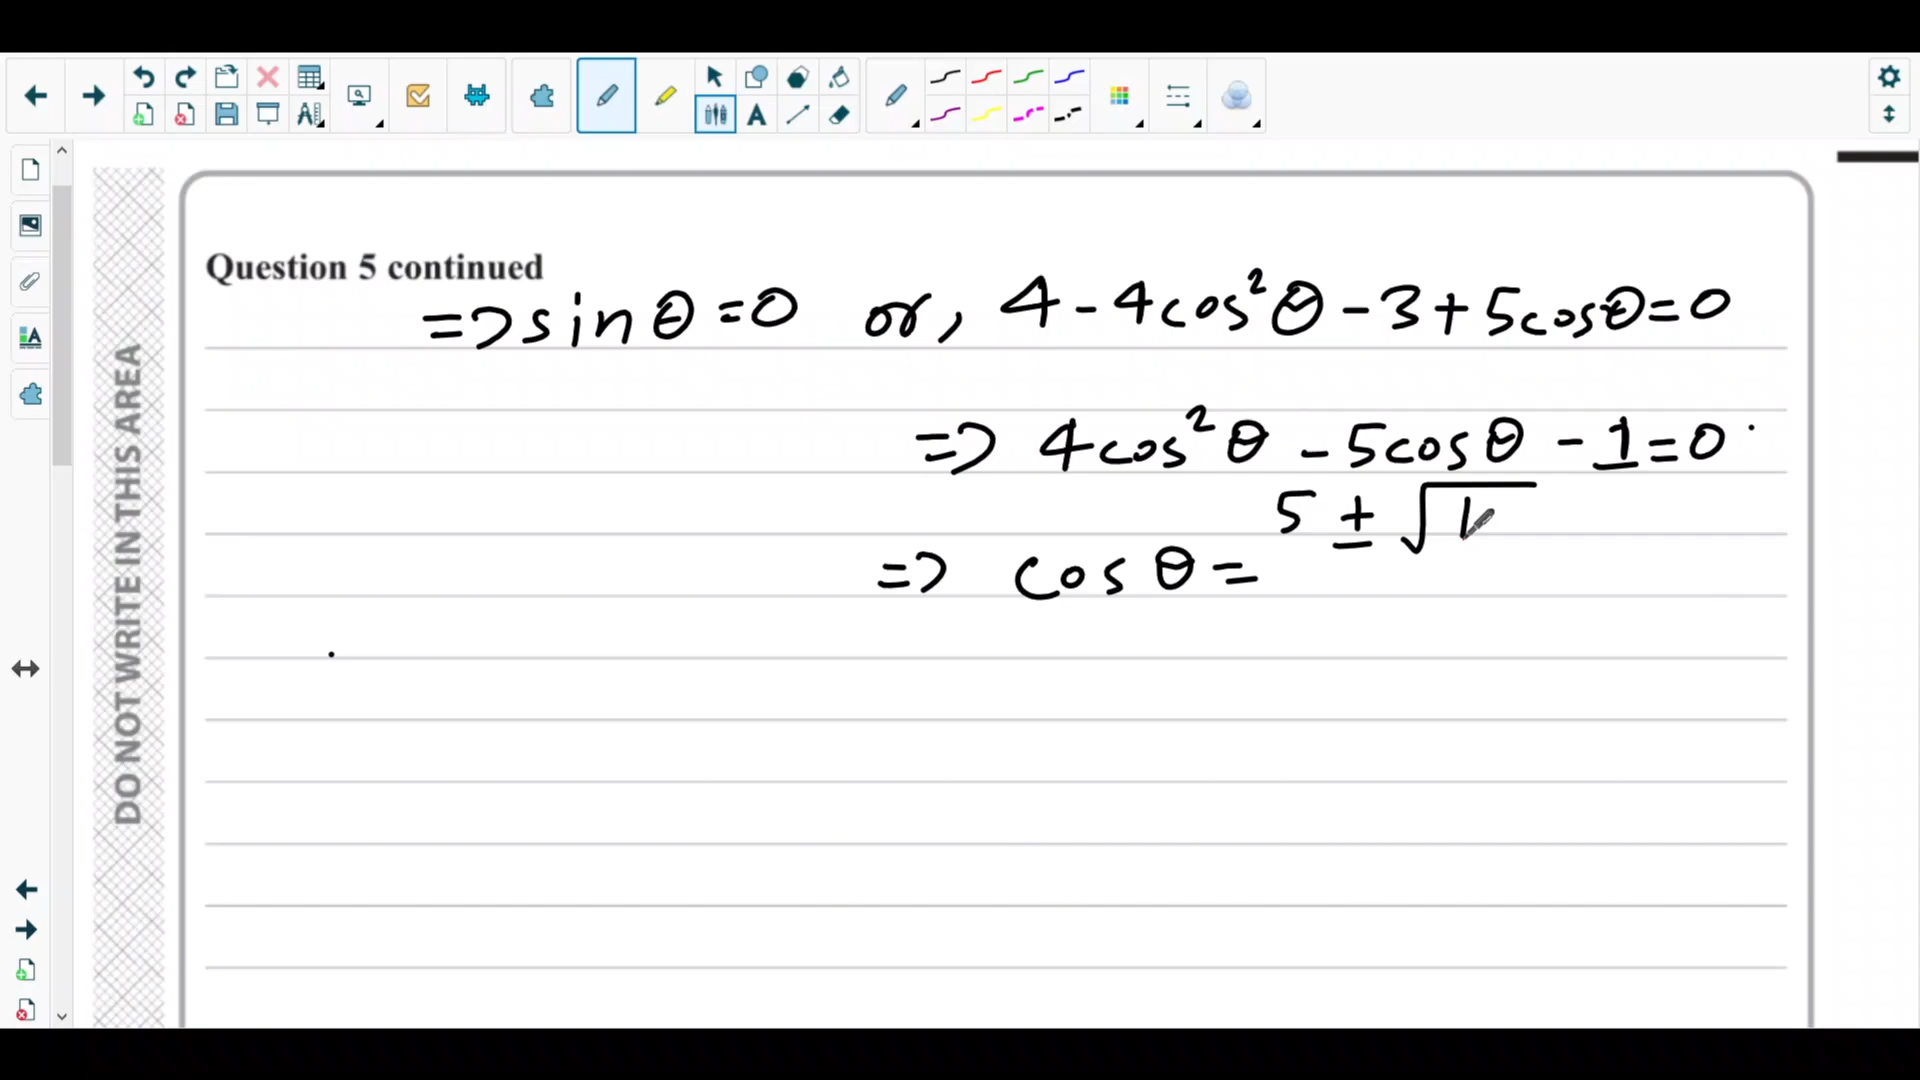 DO NOT WRITE IN THIS AREA
Question 5 continued
=> sin θ = 0 or, 4 - 4cos²θ - 3 + 5cosθ = 0
=> 4cos²θ - 5cosθ - 1 = 0
5 ± √
=> cos θ =